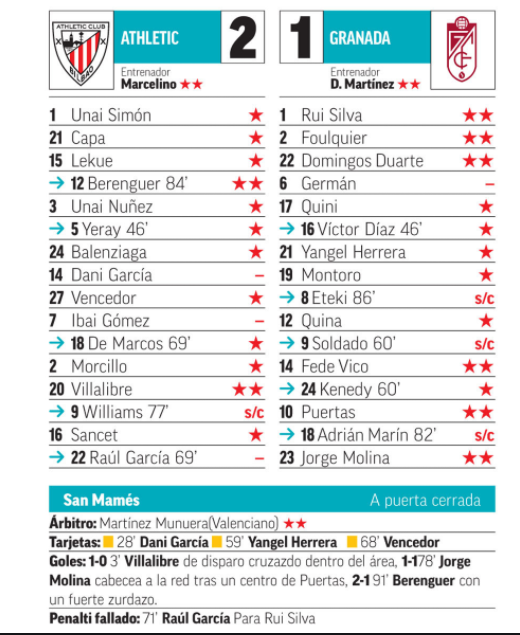 ATHLETIC CLUB
BILBAO
ATHLETIC 2
Entrenador
Marcelino ★★
1 Unai Simón ★
21 Capa ★
15 Lekue ★
→ 12 Berenguer 84' ★★
3 Unai Nuñez ★
→ 5 Yeray 46' ★
24 Balenziaga ★
14 Dani García –
27 Vencedor ★
7 Ibai Gómez –
→ 18 De Marcos 69' ★
2 Morcillo ★
20 Villalibre ★★
→ 9 Williams 77' s/c
16 Sancet ★
→ 22 Raúl García 69' –
1 GRANADA
Entrenador
D. Martínez ★★
1 Rui Silva ★★
2 Foulquier ★★
22 Domingos Duarte ★★
6 Germán –
17 Quini ★
→ 16 Víctor Díaz 46' ★
21 Yangel Herrera ★
19 Montoro ★
→ 8 Eteki 86' s/c
12 Quina ★
→ 9 Soldado 60' s/c
14 Fede Vico ★★
→ 24 Kenedy 60' ★
10 Puertas ★★
→ 18 Adrián Marín 82' s/c
23 Jorge Molina ★★
San Mamés A puerta cerrada
Árbitro: Martínez Munuera(Valenciano) ★★
Tarjetas: 28' Dani García 59' Yangel Herrera 68' Vencedor
Goles: 1-0 3' Villalibre de disparo cruzazdo dentro del área, 1-178' Jorge
Molina cabecea a la red tras un centro de Puertas, 2-1 91' Berenguer con
un fuerte zurdazo.
Penalti fallado: 71' Raúl García Para Rui Silva